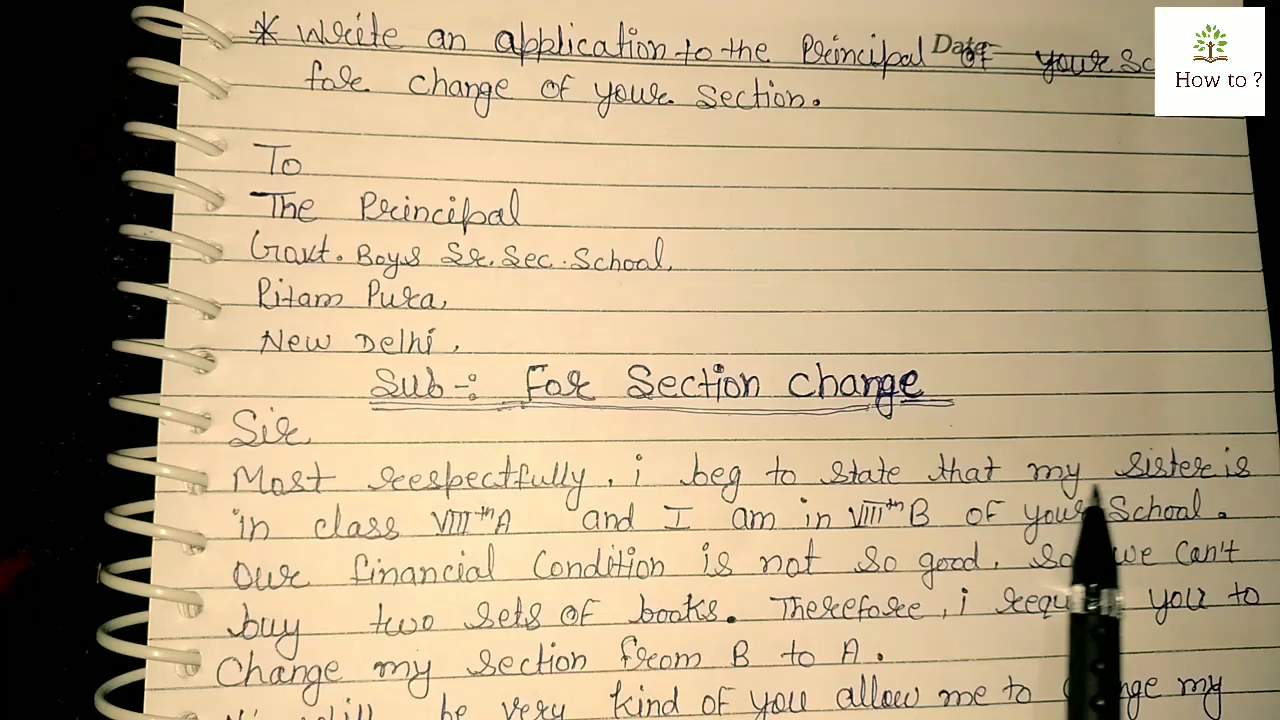 * Write an application to the Principal of your Sc
Date
How to ?
for change of your section.
To
The Principal
Govt. Boys Sr. Sec. School,
Pitam Pura,
New Delhi,
Sub-: For Section change
Sir,
Most respectfully, i beg to state that my sister is
in class VIIIth A and I am in VIIIth B of your School.
Our financial Condition is not so good, so we can't
buy two sets of books. Therefore, i requ you to
Change my section from B to A.
be very kind of you allow me to nge my